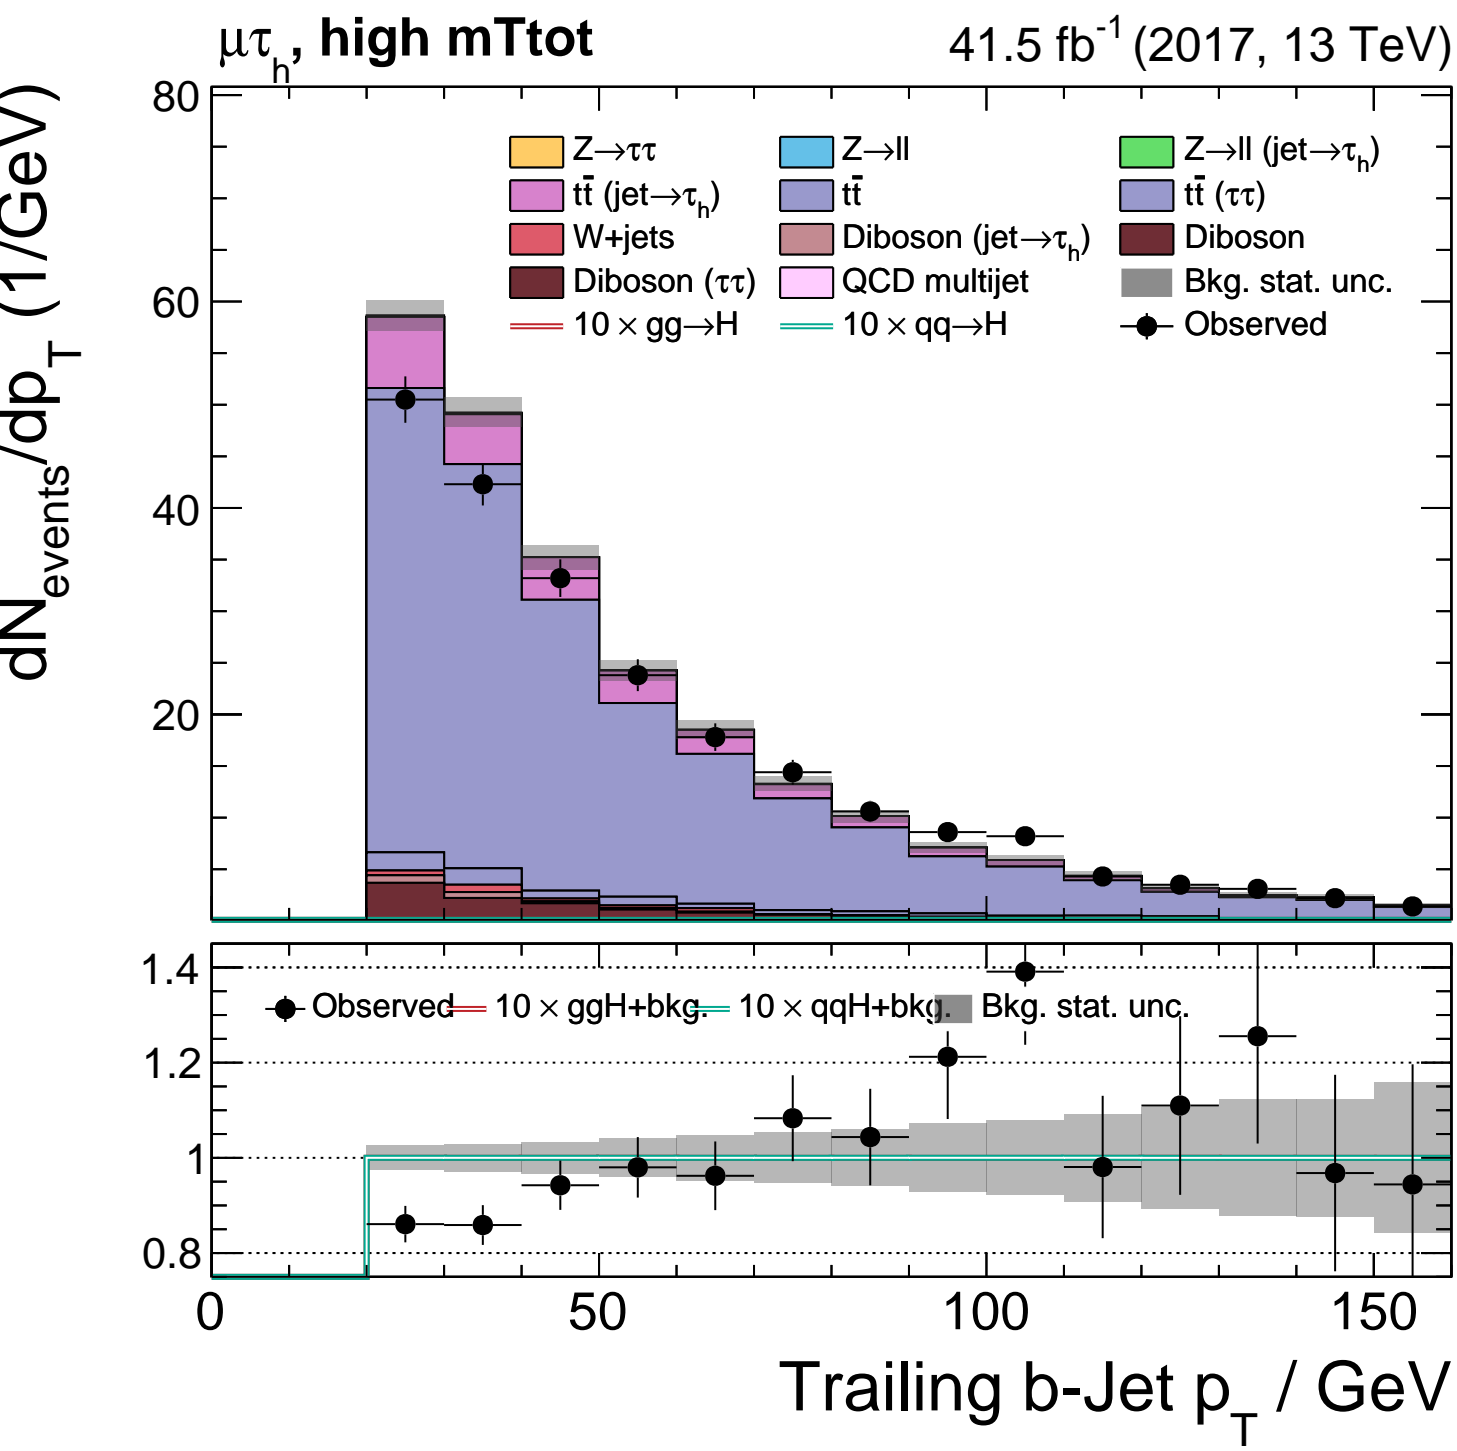 μτh, high mTtot
41.5 fb-1 (2017, 13 TeV)
dNevents/dpT (1/GeV)
80
60
40
20
Z→ττ
Z→ll
Z→ll (jet→τh)
tt̄ (jet→τh)
tt̄
tt̄ (ττ)
W+jets
Diboson (jet→τh)
Diboson
Diboson (ττ)
QCD multijet
Bkg. stat. unc.
10 × gg→H
10 × qq→H
Observed
1.4
1.2
1
0.8
Observed
10 × ggH+bkg.
10 × qqH+bkg.
Bkg. stat. unc.
0
50
100
150
Trailing b-Jet pT / GeV